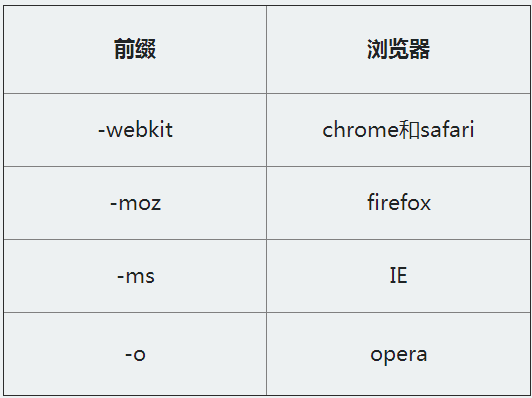 前缀 浏览器
-webkit chrome和safari
-moz firefox
-ms IE
-o opera